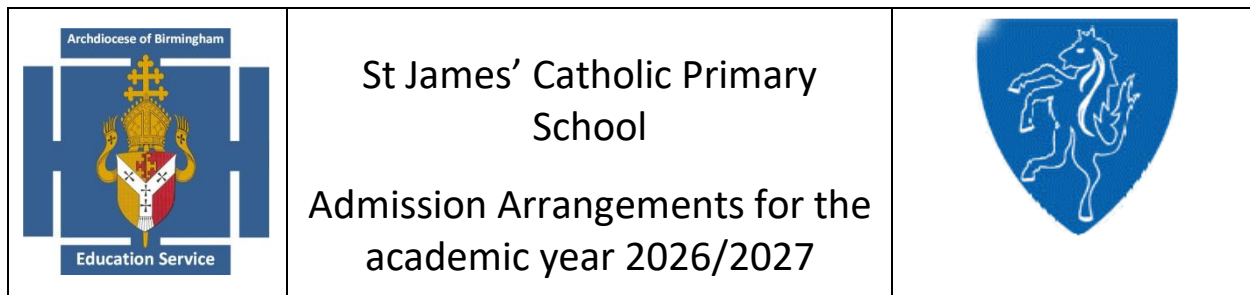 Archdiocese of Birmingham
Education Service
St James’ Catholic Primary
School
Admission Arrangements for the
academic year 2026/2027